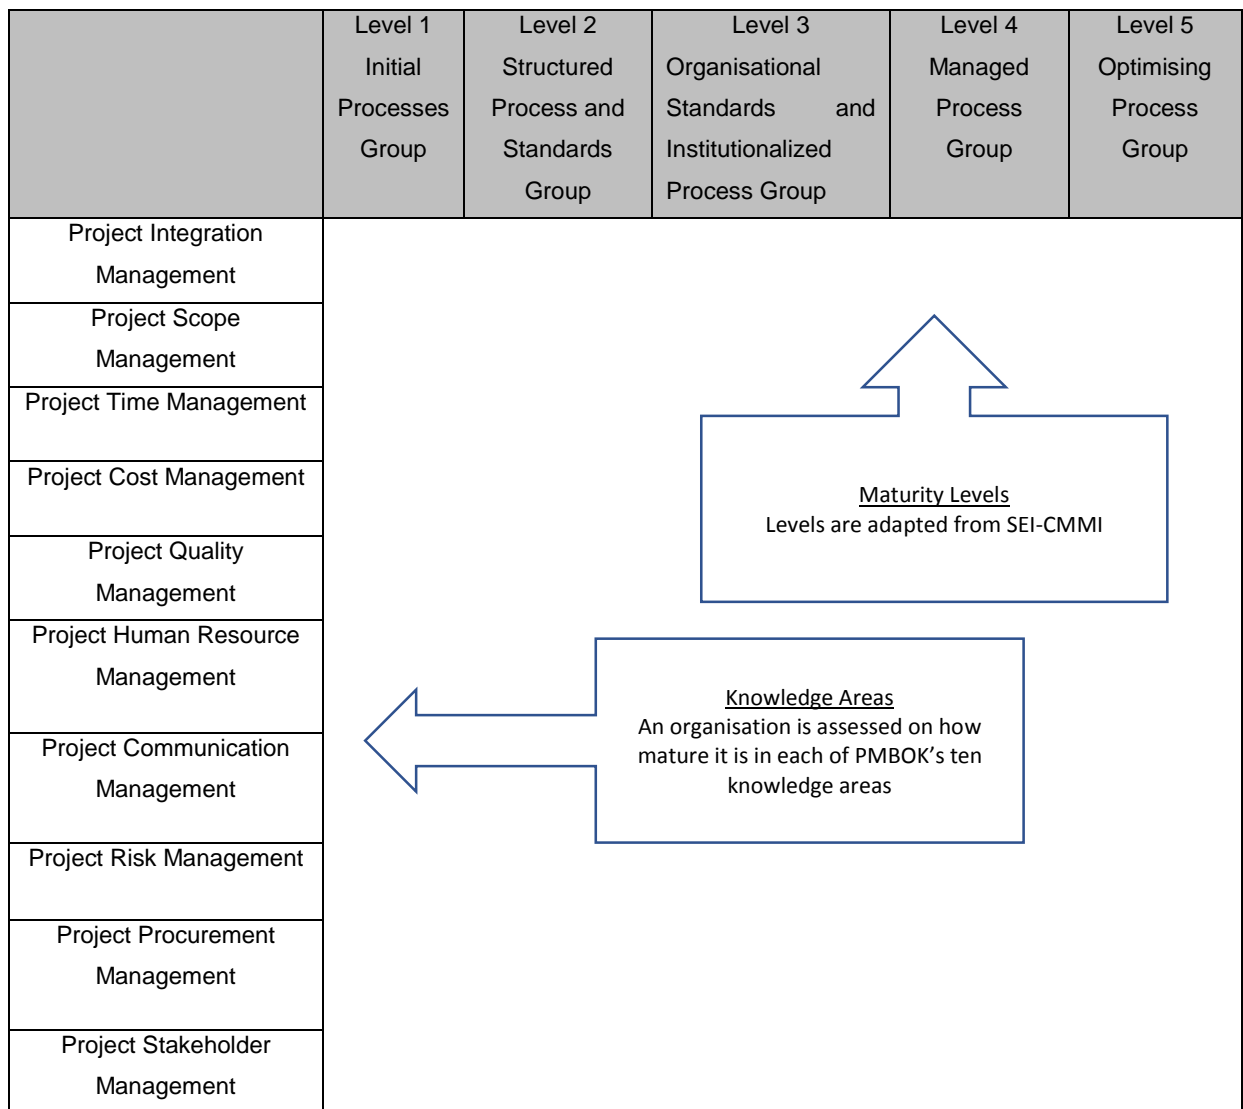 Level 1
Initial
Processes
Group
Level 2
Structured
Process and
Standards
Group
Level 3
Organisational
Standards and
Institutionalized
Process Group
Level 4
Managed
Process
Group
Level 5
Optimising
Process
Group
Project Integration
Management
Project Scope
Management
Project Time Management
Project Cost Management
Project Quality
Management
Project Human Resource
Management
Project Communication
Management
Project Risk Management
Project Procurement
Management
Project Stakeholder
Management
Maturity Levels
Levels are adapted from SEI-CMMI
Knowledge Areas
An organisation is assessed on how
mature it is in each of PMBOK’s ten
knowledge areas